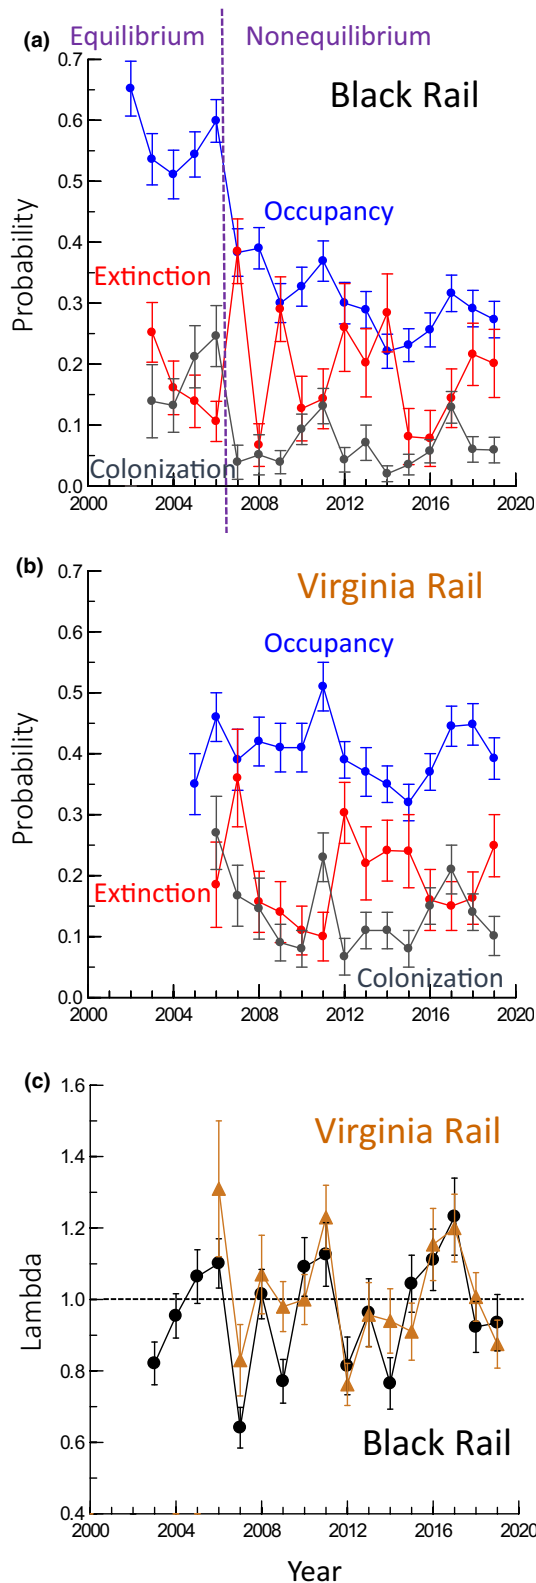 Equilibrium Nonequilibrium
(a)
0.7
Black Rail
0.6
0.5
Occupancy
0.4
Probability
Extinction
0.3
0.2
0.1
Colonization
0.0
2000 2004 2008 2012 2016 2020
(b)
0.7
Virginia Rail
0.6
Occupancy
0.5
0.4
Probability
0.3
0.2
Extinction
0.1
Colonization
0.0
2000 2004 2008 2012 2016 2020
(c)
1.6
Virginia Rail
1.4
1.2
Lambda
1.0
0.8
Black Rail
0.6
0.4
2000 2004 2008 2012 2016 2020
Year